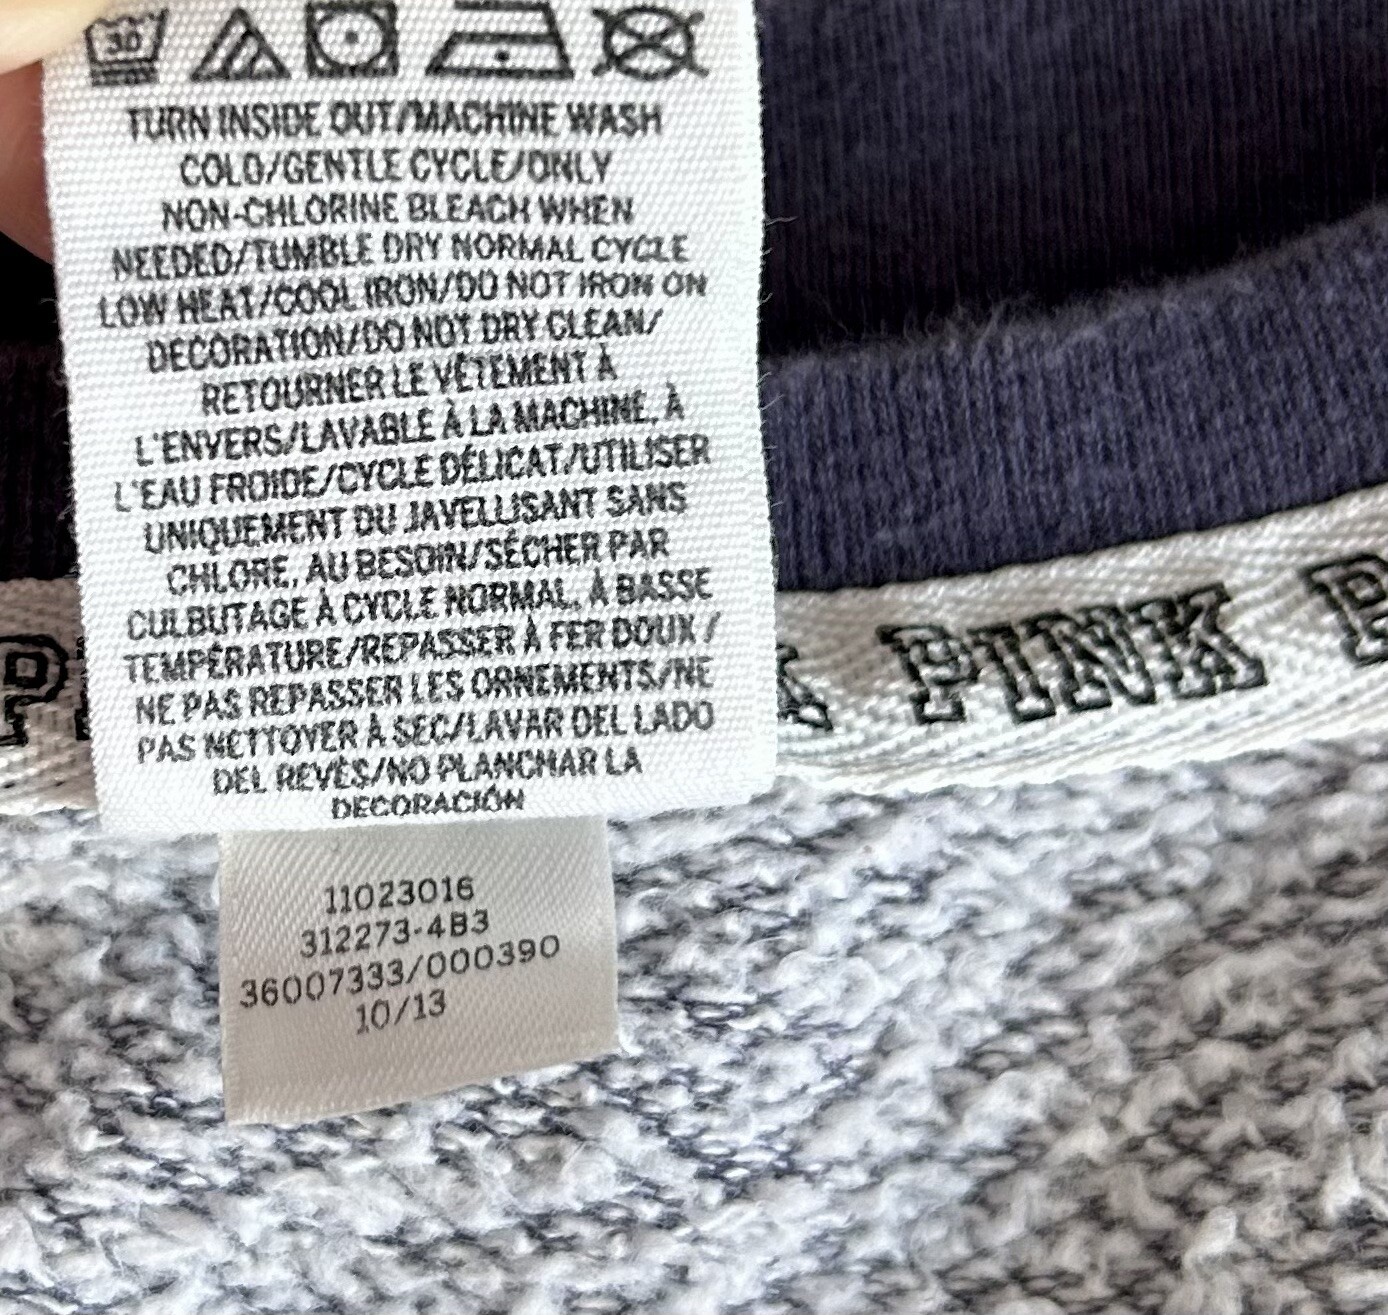 30
TURN INSIDE OUT/MACHINE WASH
COLD/GENTLE CYCLE/ONLY
NON-CHLORINE BLEACH WHEN
NEEDED/TUMBLE DRY NORMAL CYCLE
LOW HEAT/COOL IRON/DO NOT IRON ON
DECORATION/DO NOT DRY CLEAN/
RETOURNER LE VÊTEMENT À
L'ENVERS/LAVABLE À LA MACHINE, À
L'EAU FROIDE/CYCLE DÉLICAT/UTILISER
UNIQUEMENT DU JAVELLISANT SANS
CHLORE, AU BESOIN/SÉCHER PAR
CULBUTAGE À CYCLE NORMAL, À BASSE
TEMPÉRATURE/REPASSER À FER DOUX /
NE PAS REPASSER LES ORNEMENTS/NE
PAS NETTOYER À SEC/LAVAR DEL LADO
DEL REVÉS/NO PLANCHAR LA
DECORACIÓN
P K PINK P
11023016
312273-4B3
36007333/000390
10/13